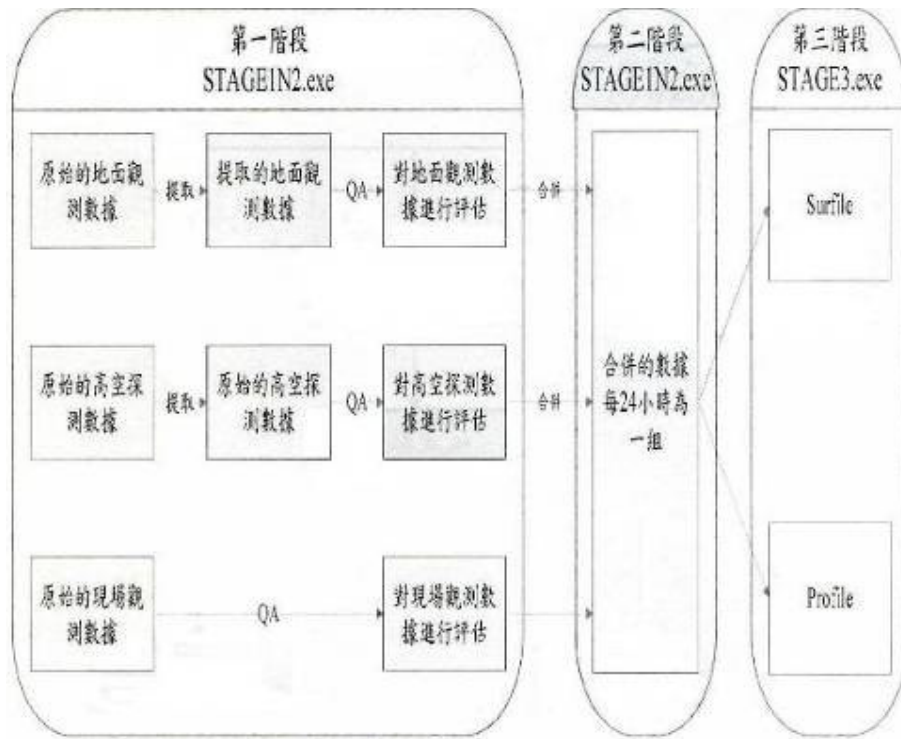 第一階段
STAGE1N2.exe
第二階段
STAGE1N2.exe
第三階段
STAGE3.exe
原始的地面觀
測數據
提取
提取的地面觀
測數據
QA
對地面觀測數
據進行評估
合併
Surfile
原始的高空探
測數據
提取
原始的高空探
測數據
QA
對高空探測數
據進行評估
合併
合併的數據
每24小時為
一組
原始的現場觀
測數據
QA
對現場觀測數
據進行評估
Profile